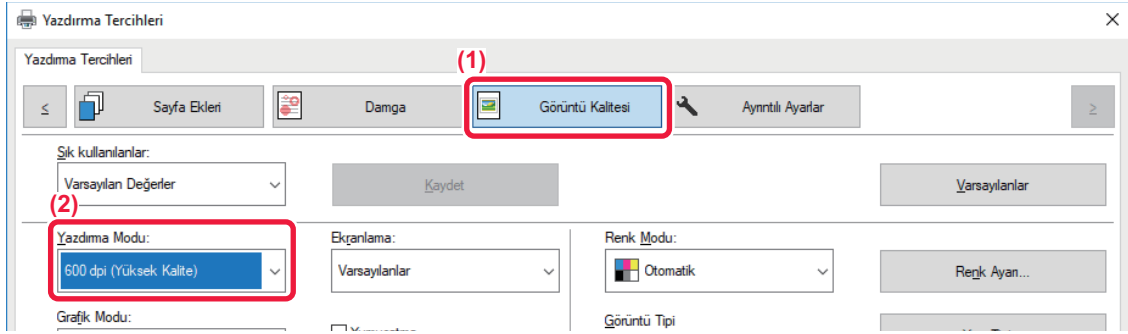 Yazdırma Tercihleri
Yazdırma Tercihleri
(1)
< Sayfa Ekleri Damga Görüntü Kalitesi Ayrıntılı Ayarlar >
Sık kullanılanlar:
Varsayılan Değerler Kaydet Varsayılanlar
(2)
Yazdırma Modu: Ekranlama: Renk Modu:
600 dpi (Yüksek Kalite) Varsayılanlar Otomatik Renk Ayarı...
Grafik Modu: Görüntü Tipi